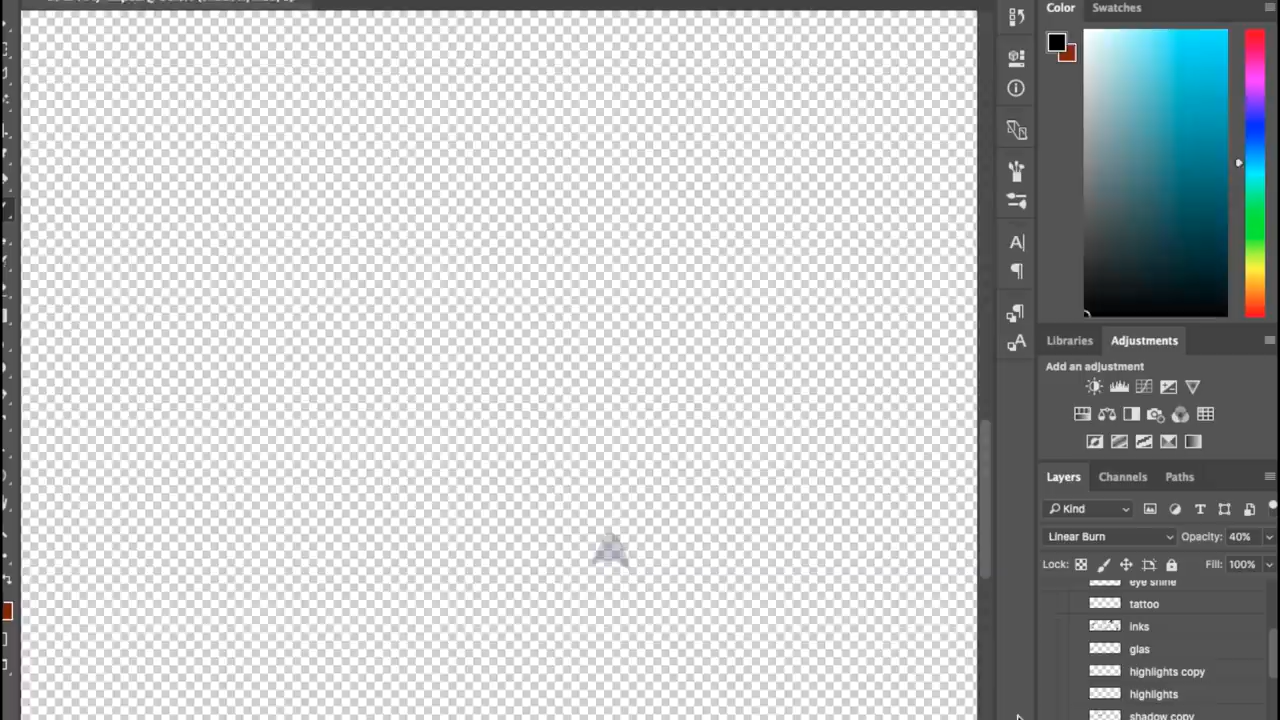 Color Swatches
Libraries Adjustments
Add an adjustment
Layers Channels Paths
Kind
Linear Burn Opacity: 40%
Lock: Fill: 100%
eye shine
tattoo
inks
glas
highlights copy
highlights
shadow copy